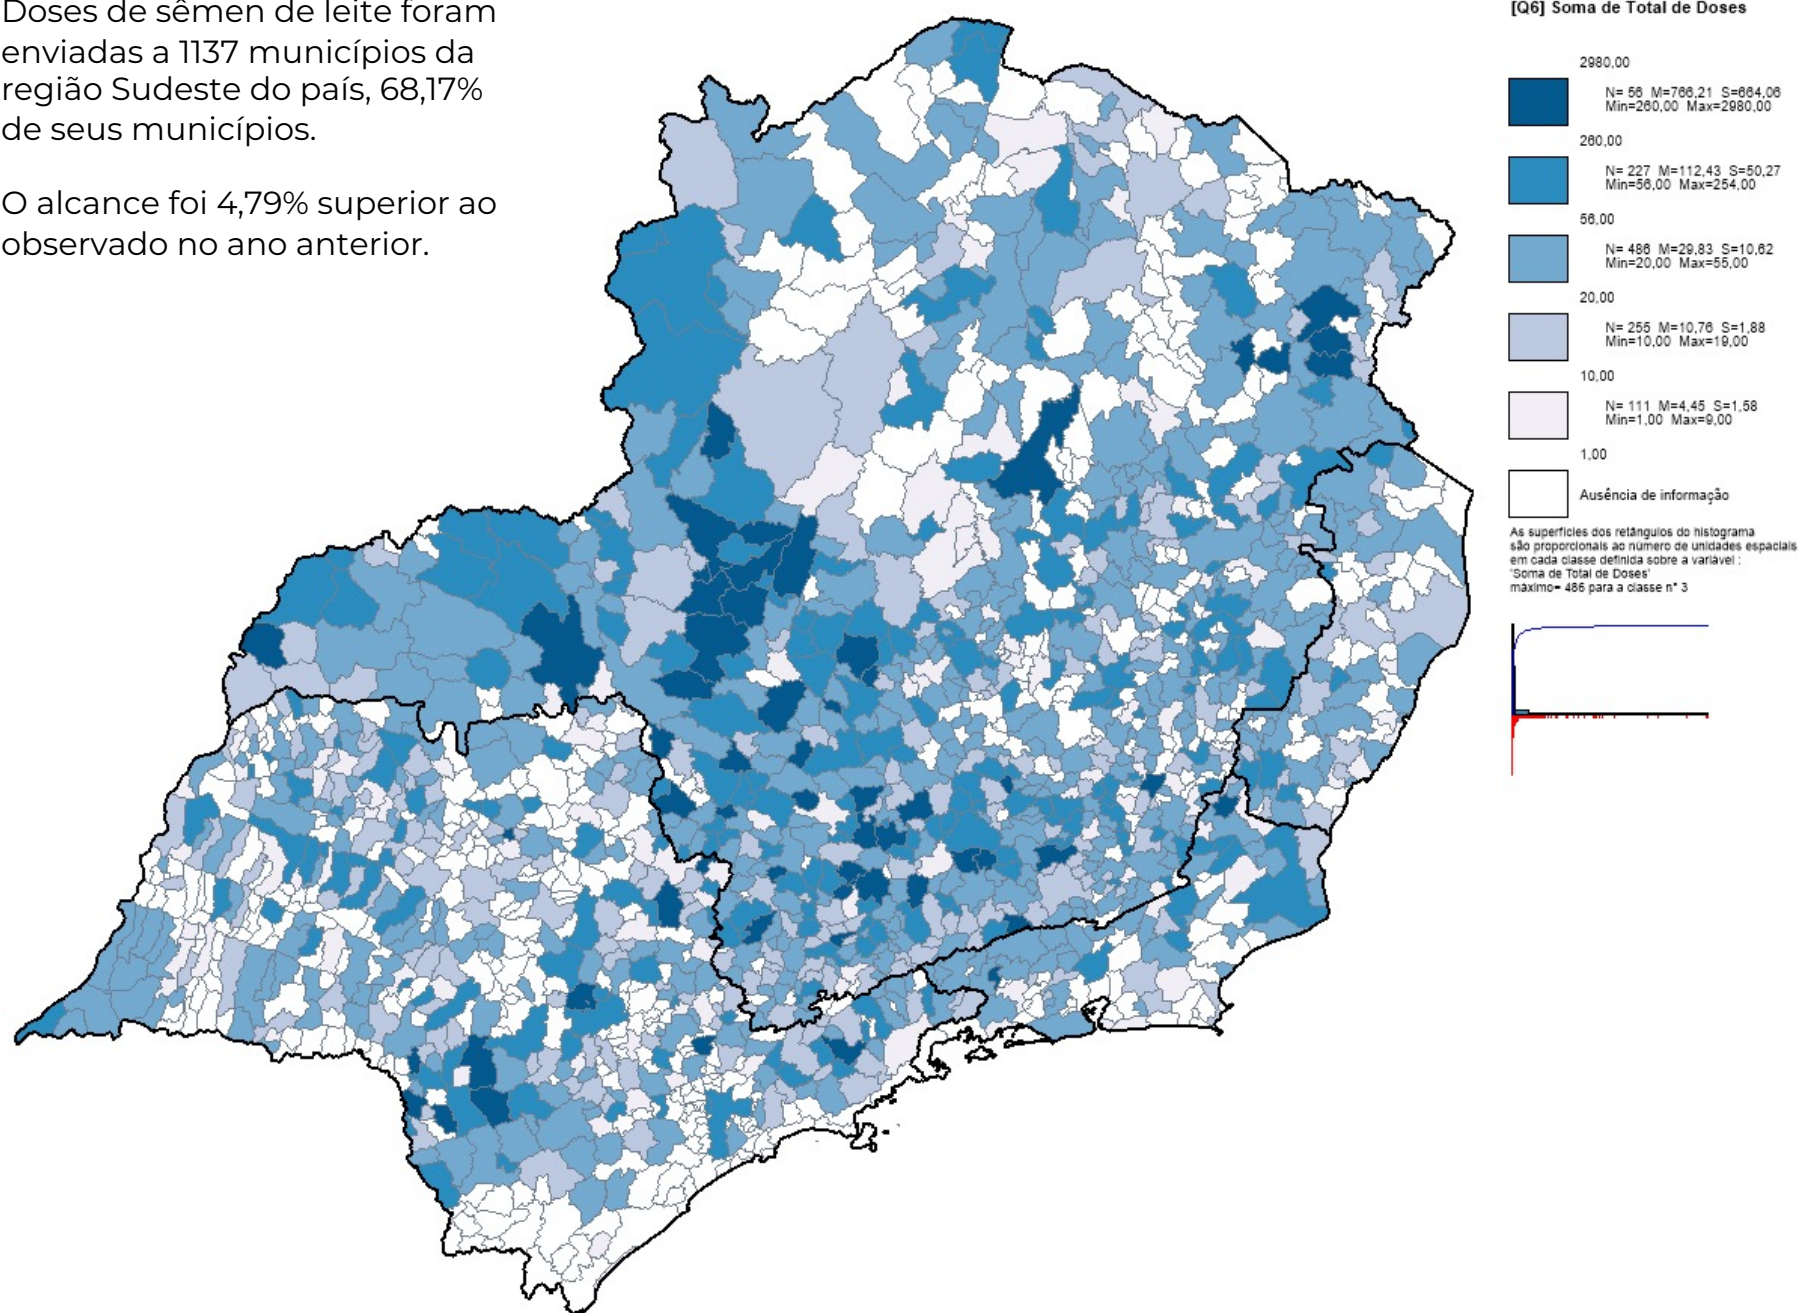 Doses de sêmen de leite foram
enviadas a 1137 municípios da
região Sudeste do país, 68,17%
de seus municípios.
O alcance foi 4,79% superior ao
observado no ano anterior.
[Q6] Soma de Total de Doses
2980,00
N= 56 M=766,21 S=664,06
Min=260,00 Max=2980,00
260,00
N= 227 M=112,43 S=50,27
Min=56,00 Max=254,00
56,00
N= 486 M=29,83 S=10,62
Min=20,00 Max=55,00
20,00
N= 255 M=10,76 S=1,88
Min=10,00 Max=19,00
10,00
N= 111 M=4,45 S=1,58
Min=1,00 Max=9,00
1,00
Ausência de informação
As superfícies dos retângulos do histograma
são proporcionais ao número de unidades espaciais
em cada classe definida sobre a variável :
'Soma de Total de Doses'
máximo= 486 para a classe n° 3